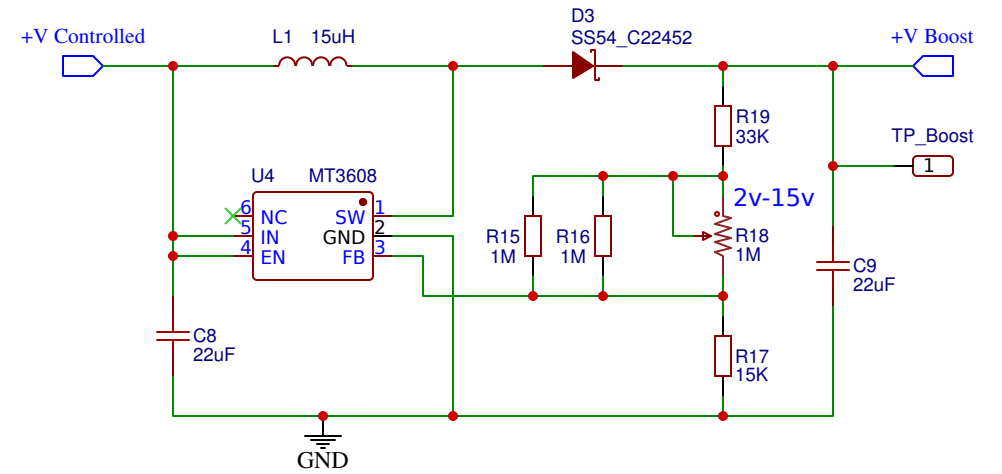 D3
SS54_C22452
+V Controlled
L1 15uH
+V Boost
R19
33K
TP_Boost
1
U4 MT3608
2v-15v
6 NC
5 IN
4 EN
SW 1
GND 2
FB 3
R15
1M
R16
1M
R18
1M
C9
22uF
C8
22uF
R17
15K
GND